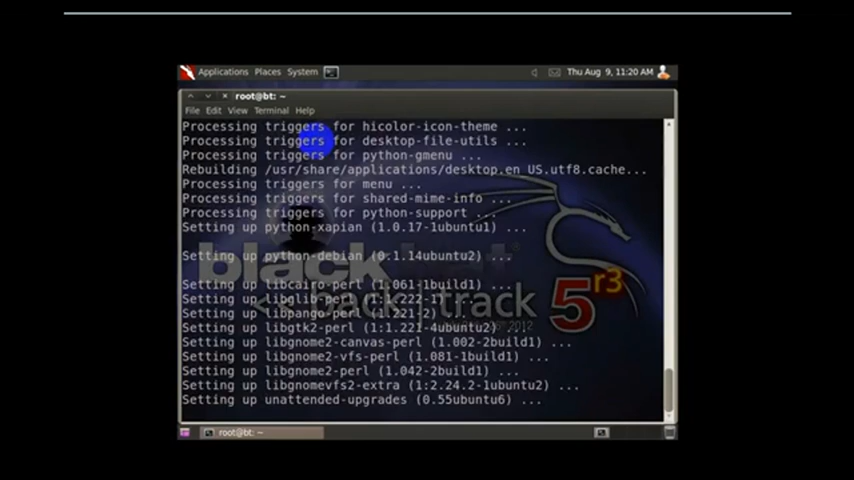 Applications Places System
Thu Aug 9, 11:20 AM
root@bt: ~
File Edit View Terminal Help
Processing triggers for hicolor-icon-theme ...
Processing triggers for desktop-file-utils ...
Processing triggers for python-gmenu ...
Rebuilding /usr/share/applications/desktop.en_US.utf8.cache...
Processing triggers for menu ...
Processing triggers for shared-mime-info ...
Processing triggers for python-support ...
Setting up python-xapian (1.0.17-1ubuntu1) ...
Setting up python-debian (0.1.14ubuntu2) ...
Setting up libcairo-perl (1.061-1build1) ...
Setting up libglib-perl (1:1.222-1) ...
Setting up libpango-perl (1.221-2) ...
Setting up libgtk2-perl (1:1.221-4ubuntu2) ...
Setting up libgnome2-canvas-perl (1.002-2build1) ...
Setting up libgnome2-vfs-perl (1.081-1build1) ...
Setting up libgnome2-perl (1.042-2build1) ...
Setting up libgnomevfs2-extra (1:2.24.2-1ubuntu2) ...
Setting up unattended-upgrades (0.55ubuntu6) ...
<< back | track 5 r3
root@bt: ~